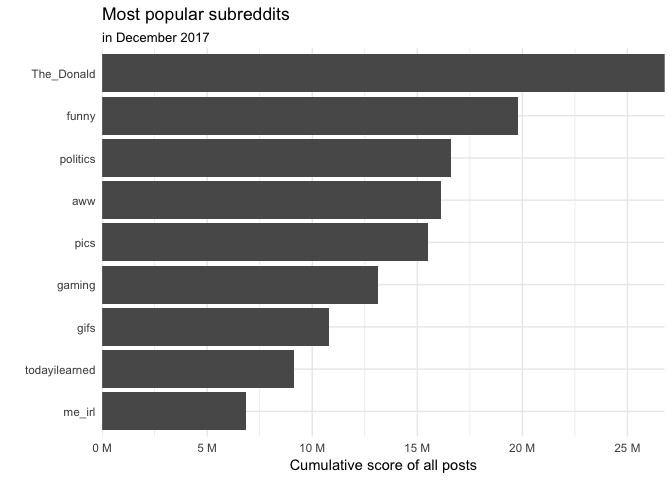 Most popular subreddits
in December 2017
The_Donald
funny
politics
aww
pics
gaming
gifs
todayilearned
me_irl
0 M 5 M 10 M 15 M 20 M 25 M
Cumulative score of all posts